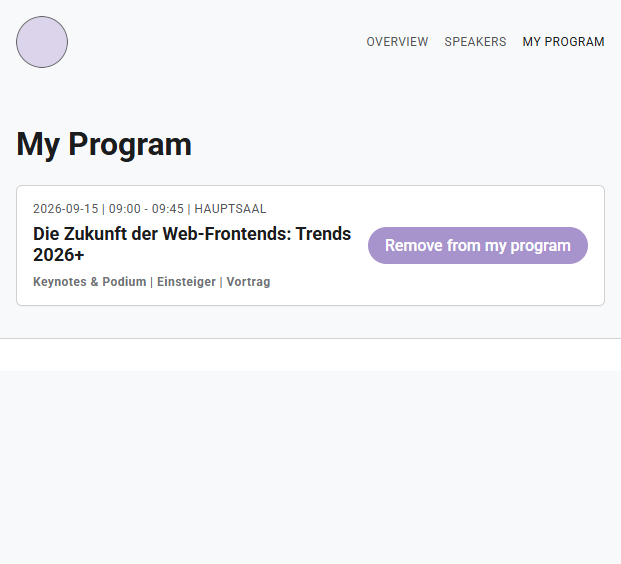 OVERVIEW SPEAKERS MY PROGRAM
My Program
2026-09-15 | 09:00 - 09:45 | HAUPTSAAL
Die Zukunft der Web-Frontends: Trends
2026+
Keynotes & Podium | Einsteiger | Vortrag
Remove from my program